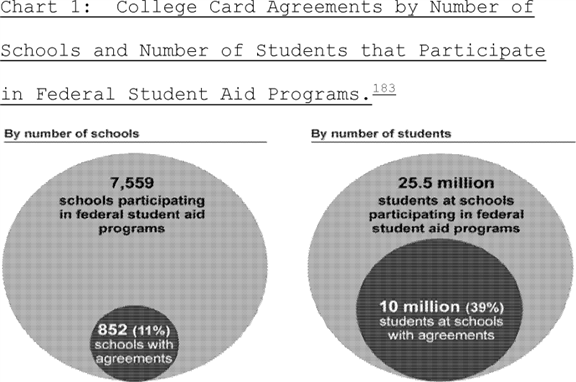 Chart 1:  College Card Agreements by Number of
Schools and Number of Students that Participate
in Federal Student Aid Programs.183
By number of schools
7,559
schools participating
in federal student aid
programs
852 (11%)
schools with
agreements
By number of students
25.5 million
students at schools
participating in federal
student aid programs
10 million (39%)
students at schools
with agreements